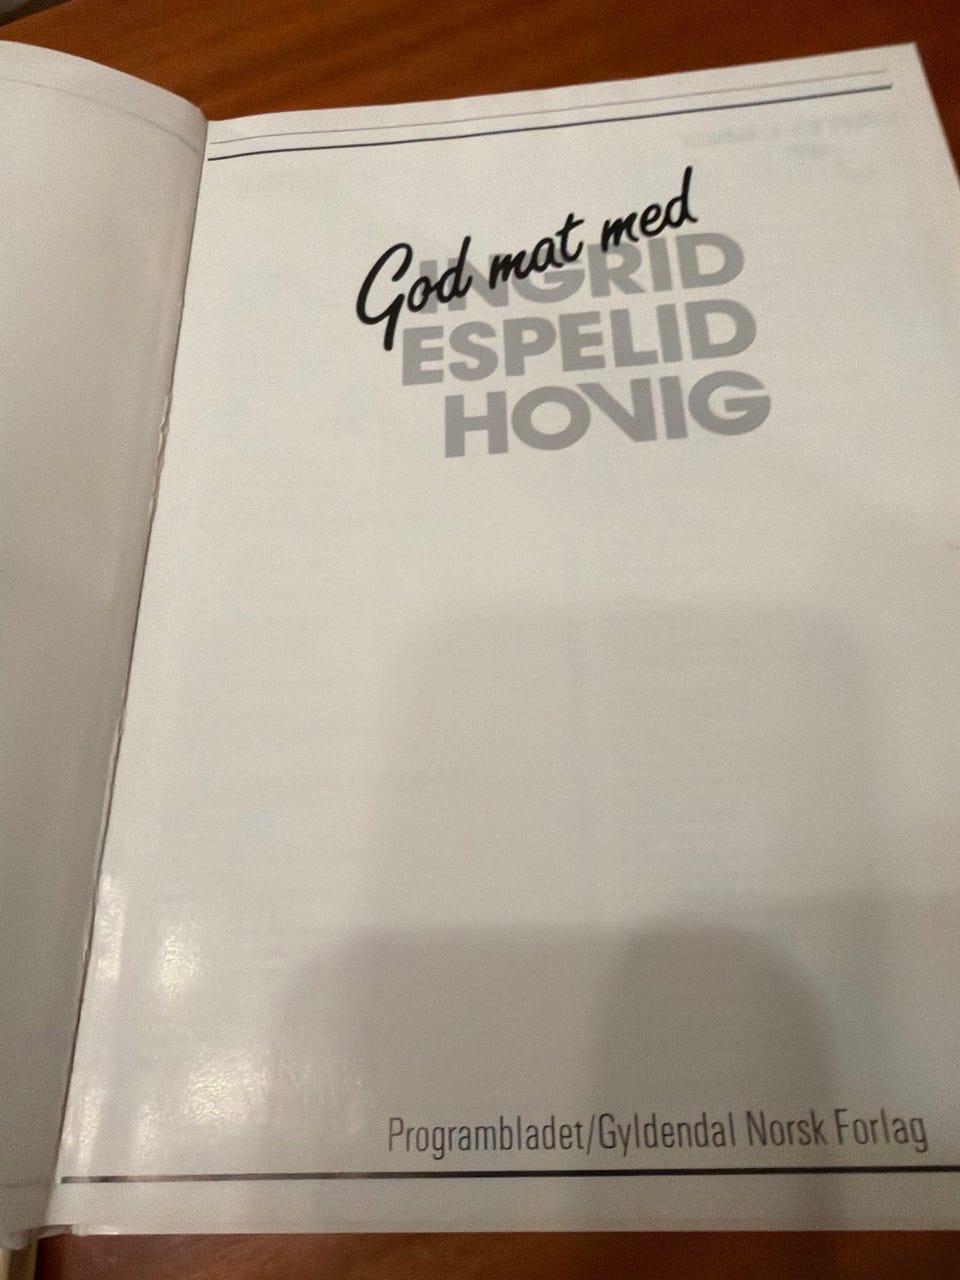 God mat med
INGRID
ESPELID
HOVIG
Programbladet/Gyldendal Norsk Forlag